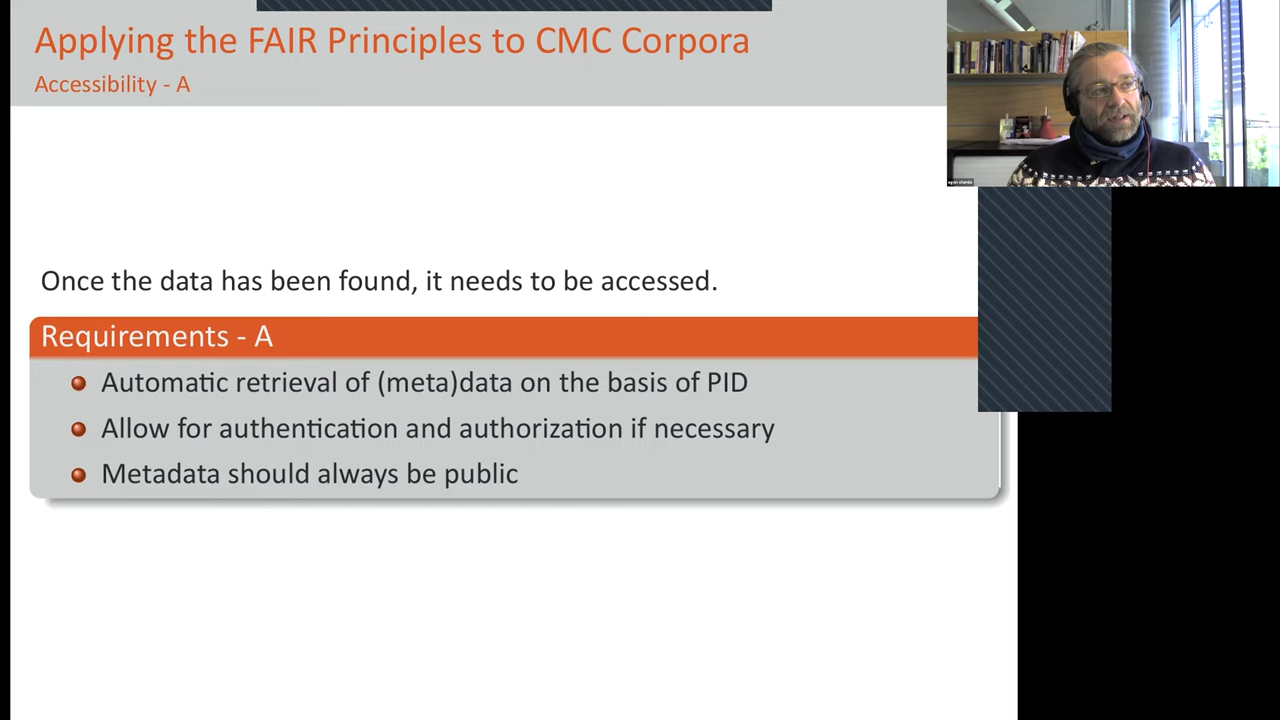 Applying the FAIR Principles to CMC Corpora
Accessibility - A
Once the data has been found, it needs to be accessed.
Requirements - A
Automatic retrieval of (meta)data on the basis of PID
Allow for authentication and authorization if necessary
Metadata should always be public